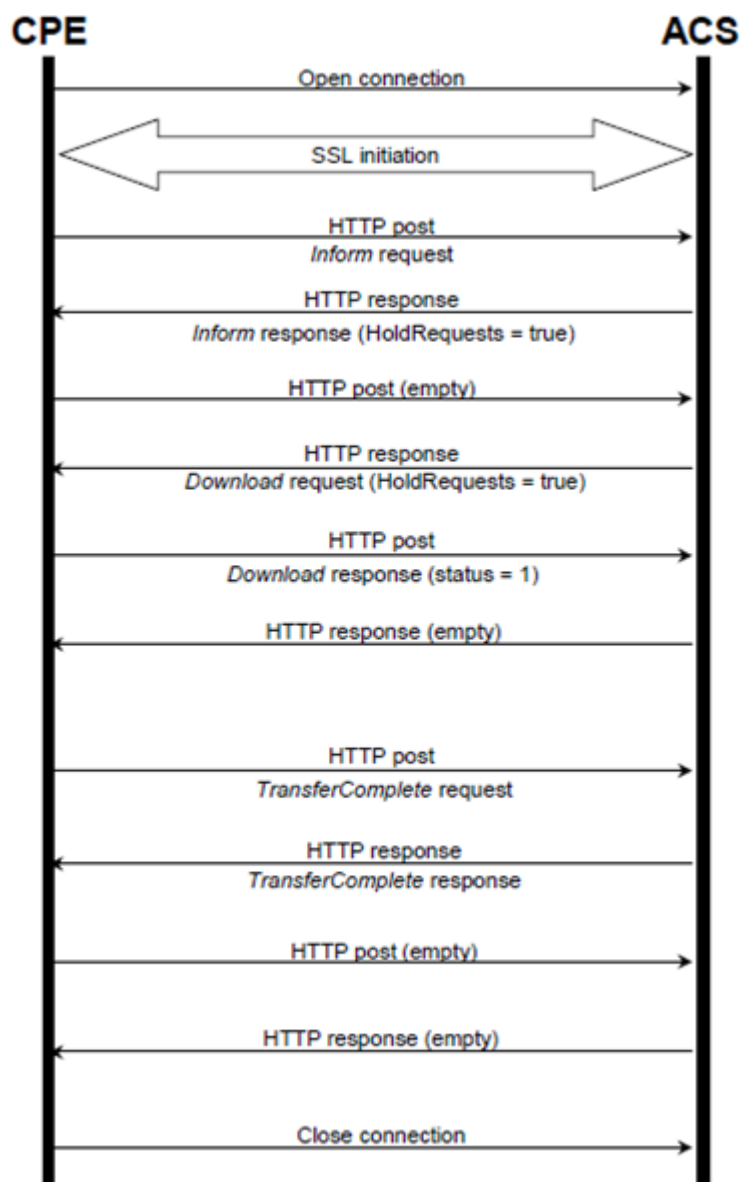 CPE ACS
Open connection
SSL initiation
HTTP post
Inform request
HTTP response
Inform response (HoldRequests = true)
HTTP post (empty)
HTTP response
Download request (HoldRequests = true)
HTTP post
Download response (status = 1)
HTTP response (empty)
HTTP post
TransferComplete request
HTTP response
TransferComplete response
HTTP post (empty)
HTTP response (empty)
Close connection